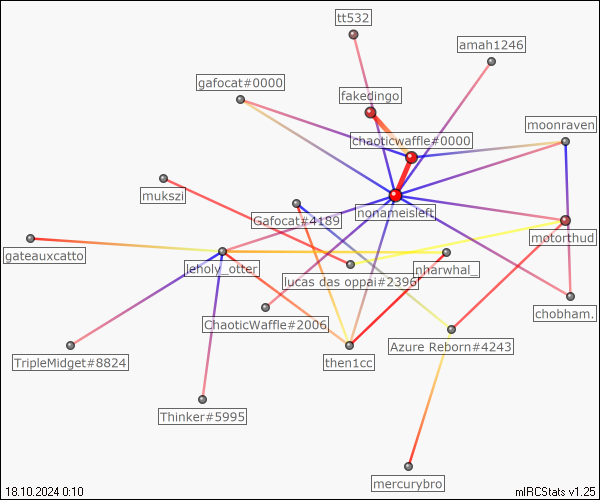 tt532
amah1246
gafocat#0000
fakedingo
chaoticwaffle#0000
moonraven
mukszi
Gafocat#4189
nonameisleft
motorthud
gateauxcatto
leholy_otter
nharwhal_
lucas das oppai#2396
chobham.
ChaoticWaffle#2006
Azure Reborn#4243
TripleMidget#8824
then1cc
Thinker#5995
mercurybro
18.10.2024 0:10
mIRCStats v1.25